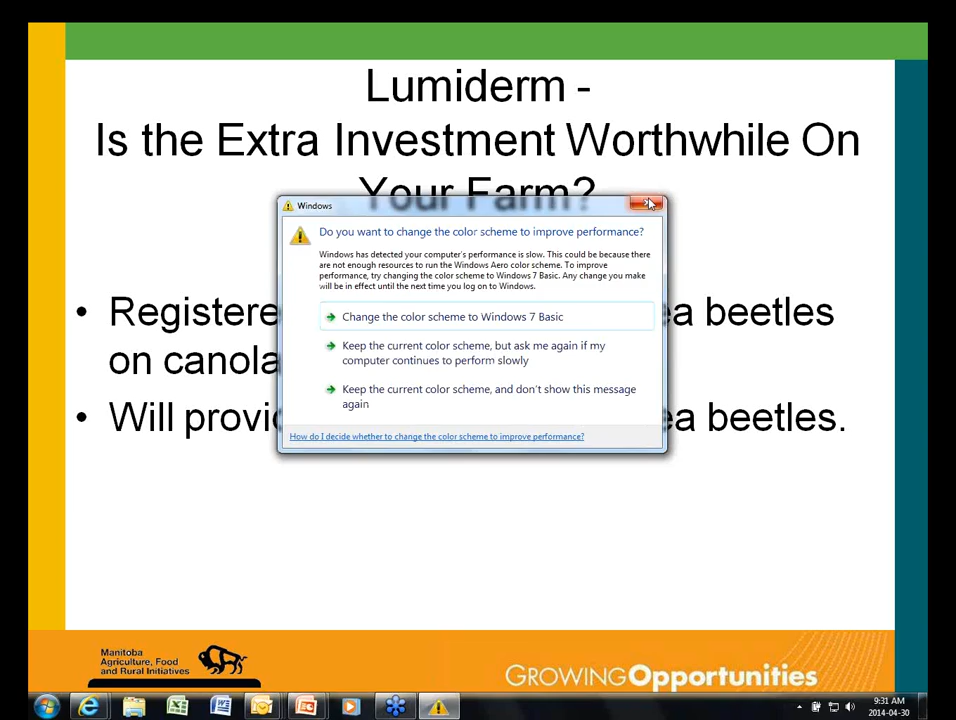 Lumiderm -
Is the Extra Investment Worthwhile On
Your Farm?
Windows
Do you want to change the color scheme to improve performance?
Windows has detected your computer's performance is slow. This could be because there
are not enough resources to run the Windows Aero color scheme. To improve
performance, try changing the color scheme to Windows 7 Basic. Any change you make
will be in effect until the next time you log on to Windows.
Change the color scheme to Windows 7 Basic
Keep the current color scheme, but ask me again if my
computer continues to perform slowly
Keep the current color scheme, and don't show this message
again
How do I decide whether to change the color scheme to improve performance?
• beetles
on canola
• Will beetles.
Manitoba
Agriculture, Food
and Rural Initiatives
GROWING Opportunities
9:31 AM
2014-04-30